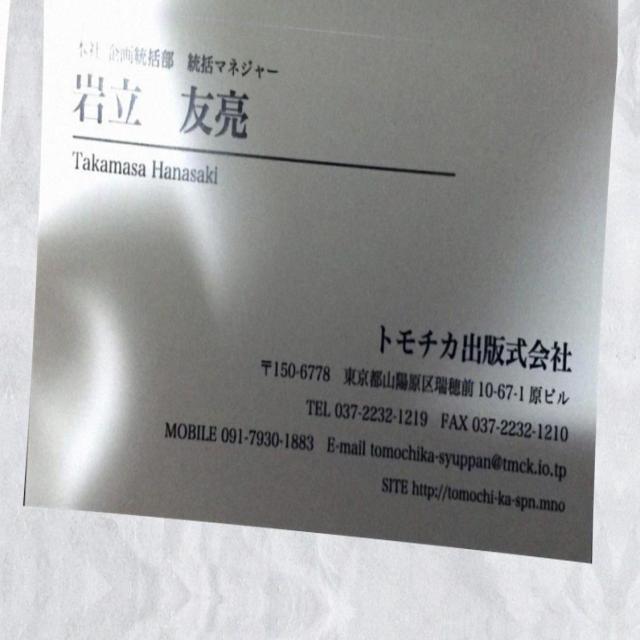 本社 企画統括部 統括マネジャー
岩立 友亮
Takamasa Hanasaki
トモチカ出版式会社
〒150-6778 東京都山陽原区瑞穂前 10-67-1 原ビル
TEL 037-2232-1219 FAX 037-2232-1210
MOBILE 091-7930-1883 E-mail tomochika-syuppan@tmck.io.tp
SITE http://tomochi-ka-spn.mno